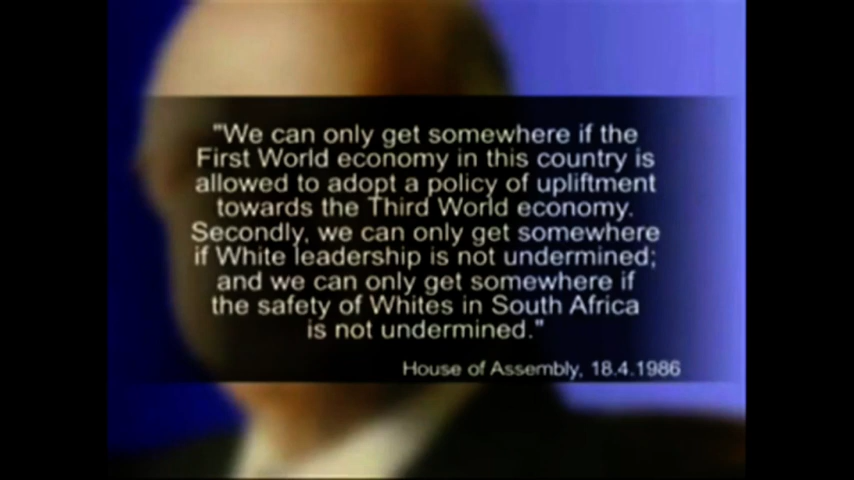 "We can only get somewhere if the
First World economy in this country is
allowed to adopt a policy of upliftment
towards the Third World economy.
Secondly, we can only get somewhere
if White leadership is not undermined;
and we can only get somewhere if
the safety of Whites in South Africa
is not undermined."
House of Assembly, 18.4.1986